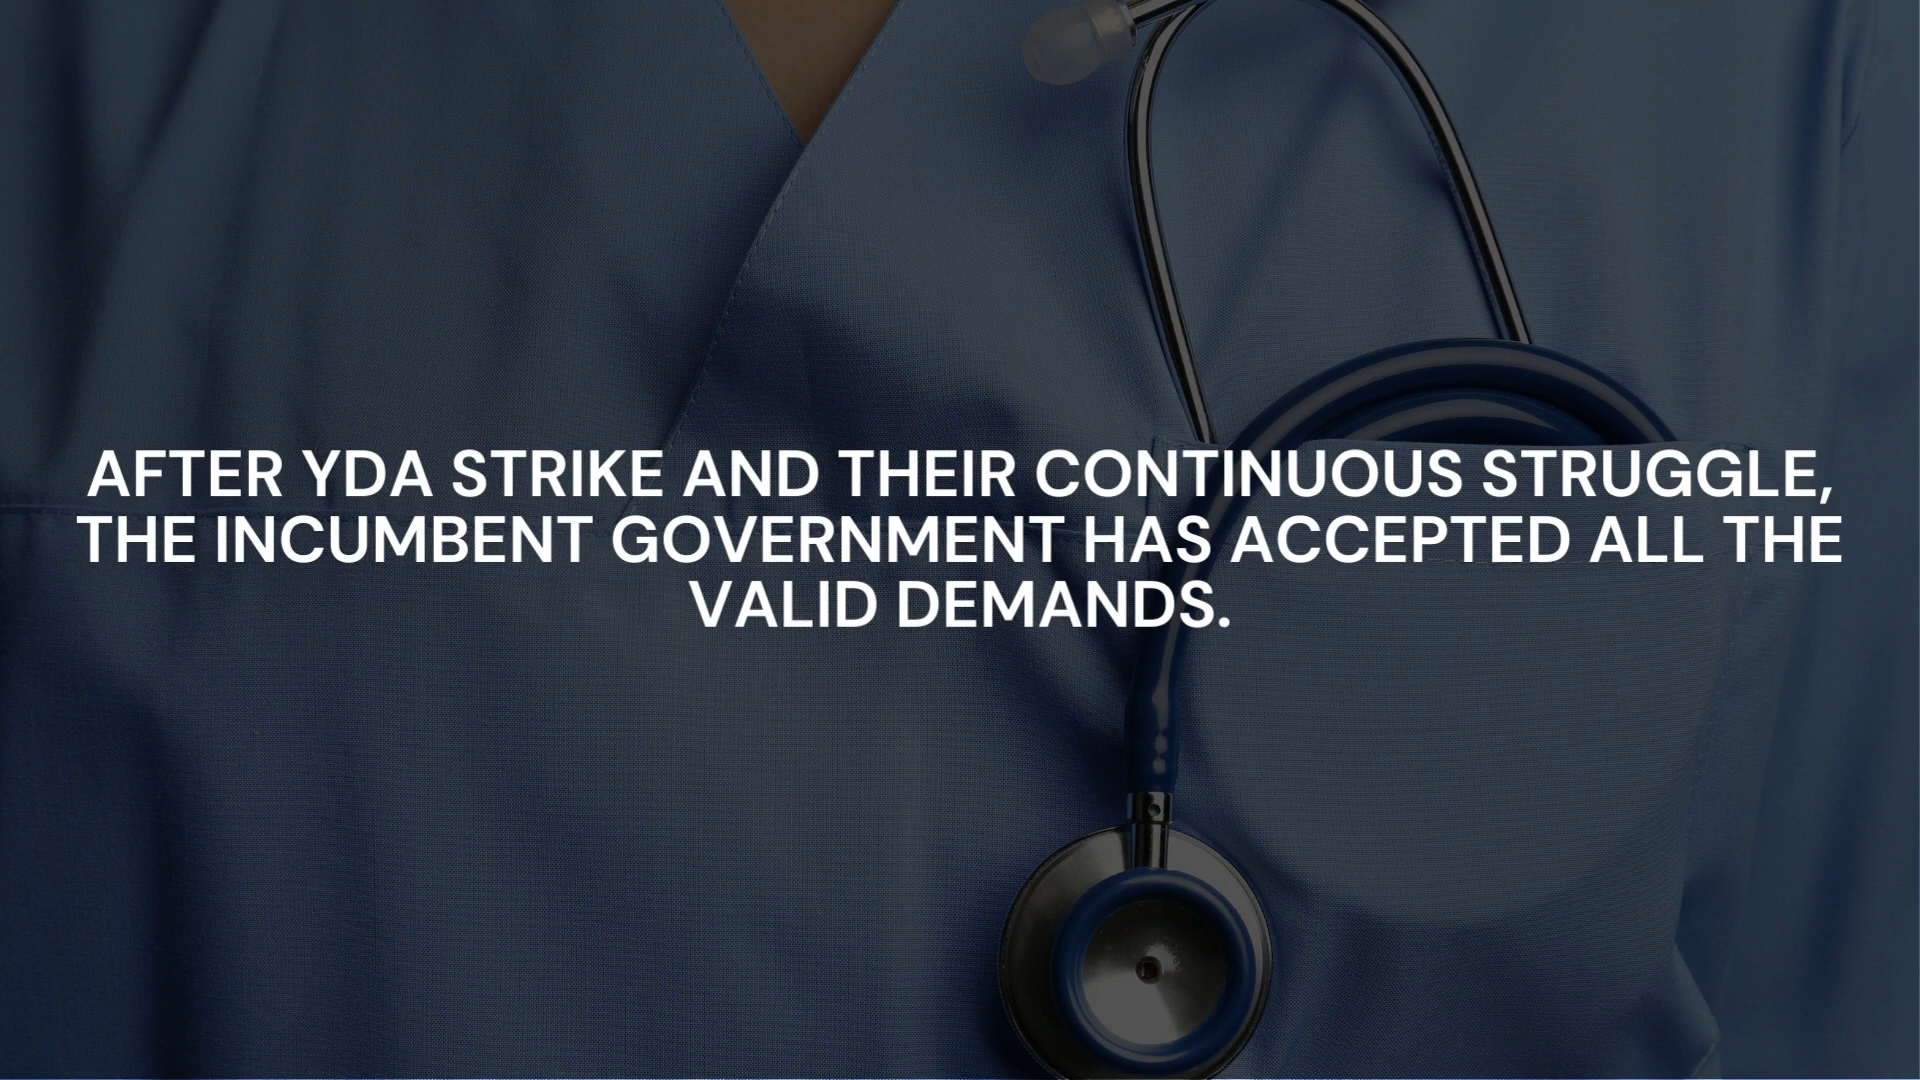 AFTER YDA STRIKE AND THEIR CONTINUOUS STRUGGLE,
THE INCUMBENT GOVERNMENT HAS ACCEPTED ALL THE
VALID DEMANDS.